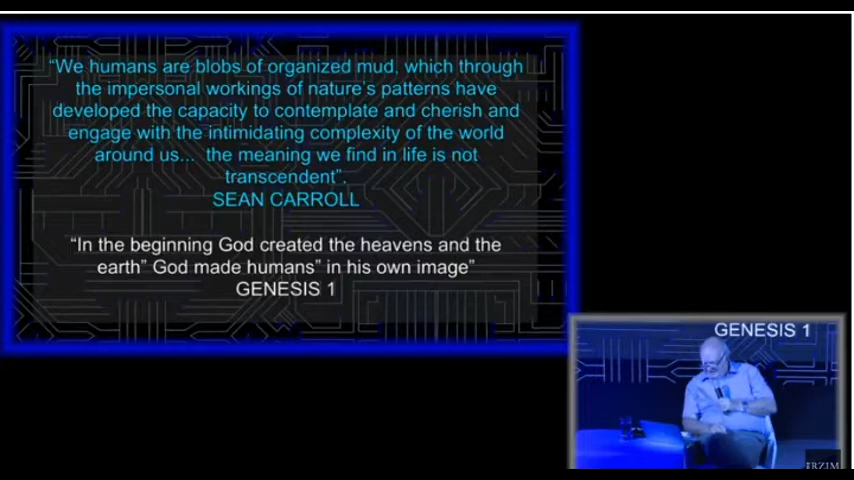 “We humans are blobs of organized mud, which through
the impersonal workings of nature’s patterns have
developed the capacity to contemplate and cherish and
engage with the intimidating complexity of the world
around us... the meaning we find in life is not
transcendent”.
SEAN CARROLL
“In the beginning God created the heavens and the
earth” God made humans” in his own image”
GENESIS 1
GENESIS 1
RZIM